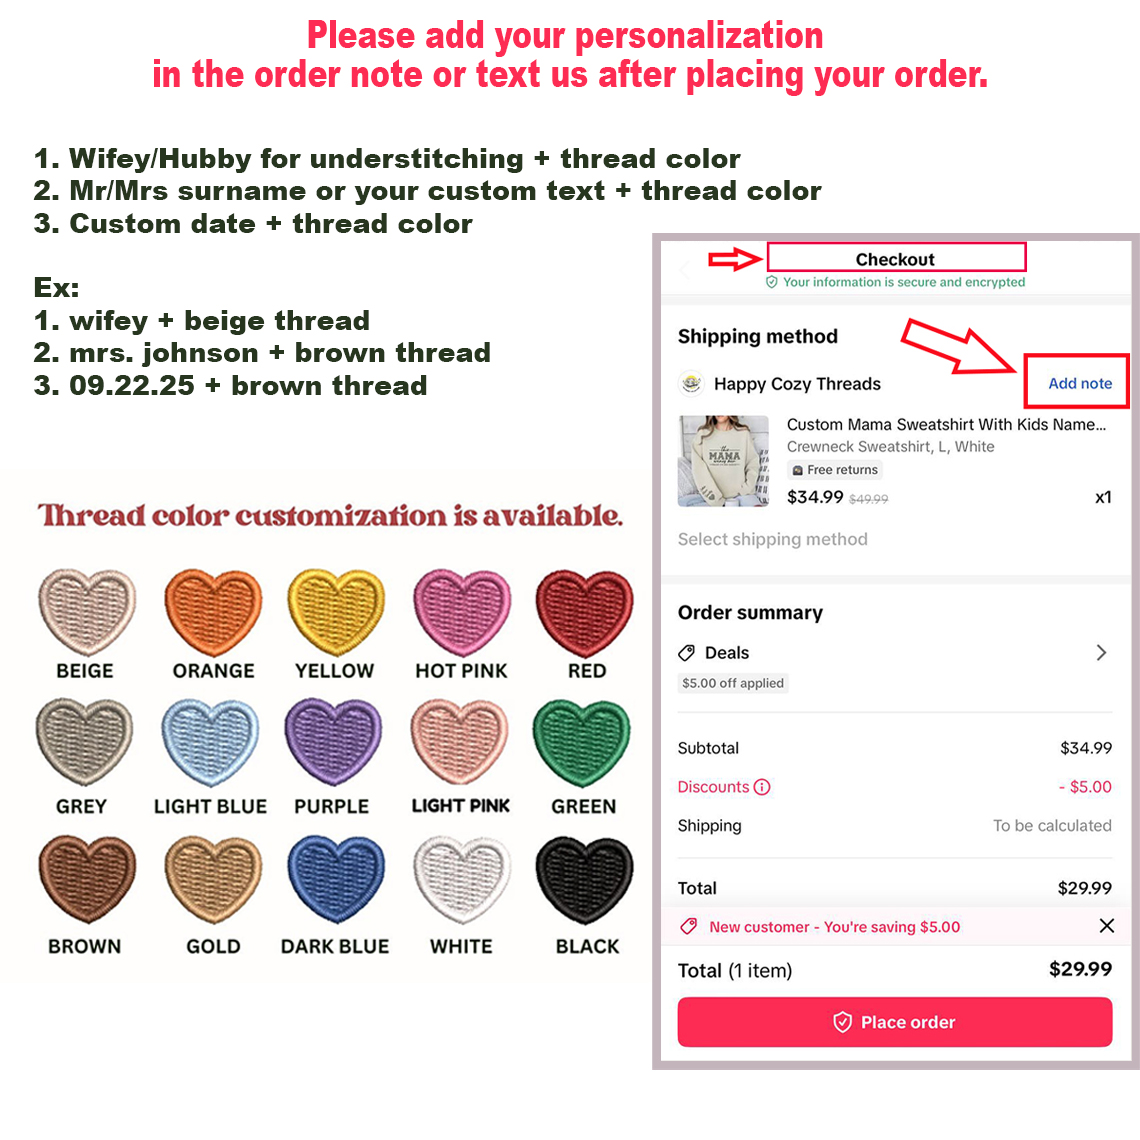 Please add your personalization
in the order note or text us after placing your order.
1. Wifey/Hubby for understitching + thread color
2. Mr/Mrs surname or your custom text + thread color
3. Custom date + thread color
Ex:
1. wifey + beige thread
2. mrs. johnson + brown thread
3. 09.22.25 + brown thread
Thread color customization is available.
BEIGE ORANGE YELLOW HOT PINK RED
GREY LIGHT BLUE PURPLE LIGHT PINK GREEN
BROWN GOLD DARK BLUE WHITE BLACK
Checkout
Your information is secure and encrypted
Shipping method
Happy Cozy Threads Add note
Custom Mama Sweatshirt With Kids Name...
Crewneck Sweatshirt, L, White
Free returns
$34.99 $49.99 x1
MAMA
Select shipping method
Order summary
Deals
$5.00 off applied
Subtotal $34.99
Discounts - $5.00
Shipping To be calculated
Total $29.99
New customer - You're saving $5.00
Total (1 item) $29.99
Place order